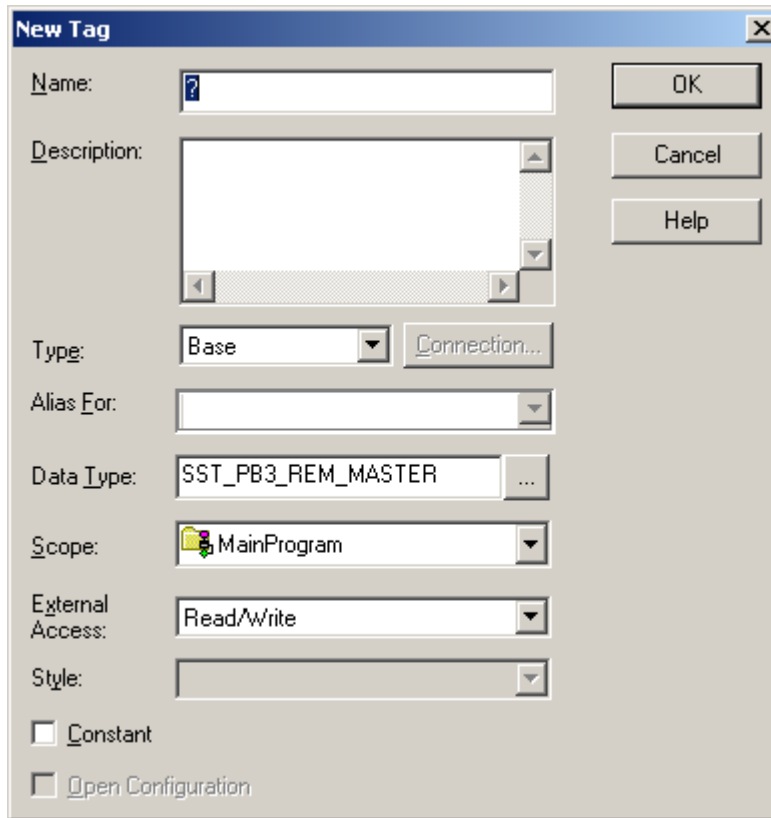 New Tag
Name:
?
OK
Description:
Cancel
Help
Type:
Base
Connection...
Alias For:
Data Type:
SST_PB3_REM_MASTER
...
Scope:
MainProgram
External
Access:
Read/Write
Style:
Constant
Open Configuration